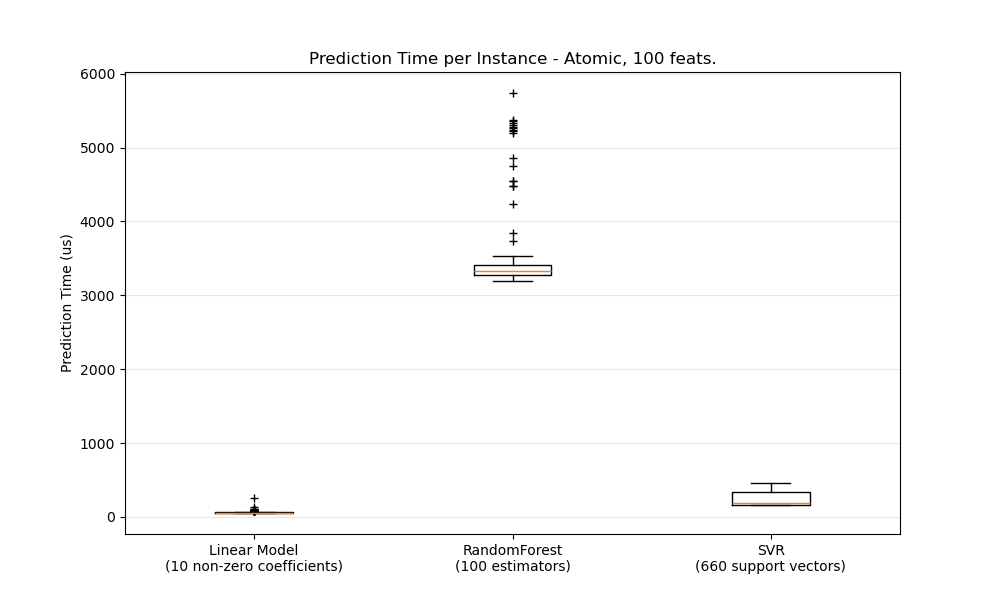 Prediction Time per Instance - Atomic, 100 feats.
Prediction Time (us)
6000
5000
4000
3000
2000
1000
0
Linear Model
(10 non-zero coefficients)
RandomForest
(100 estimators)
SVR
(660 support vectors)